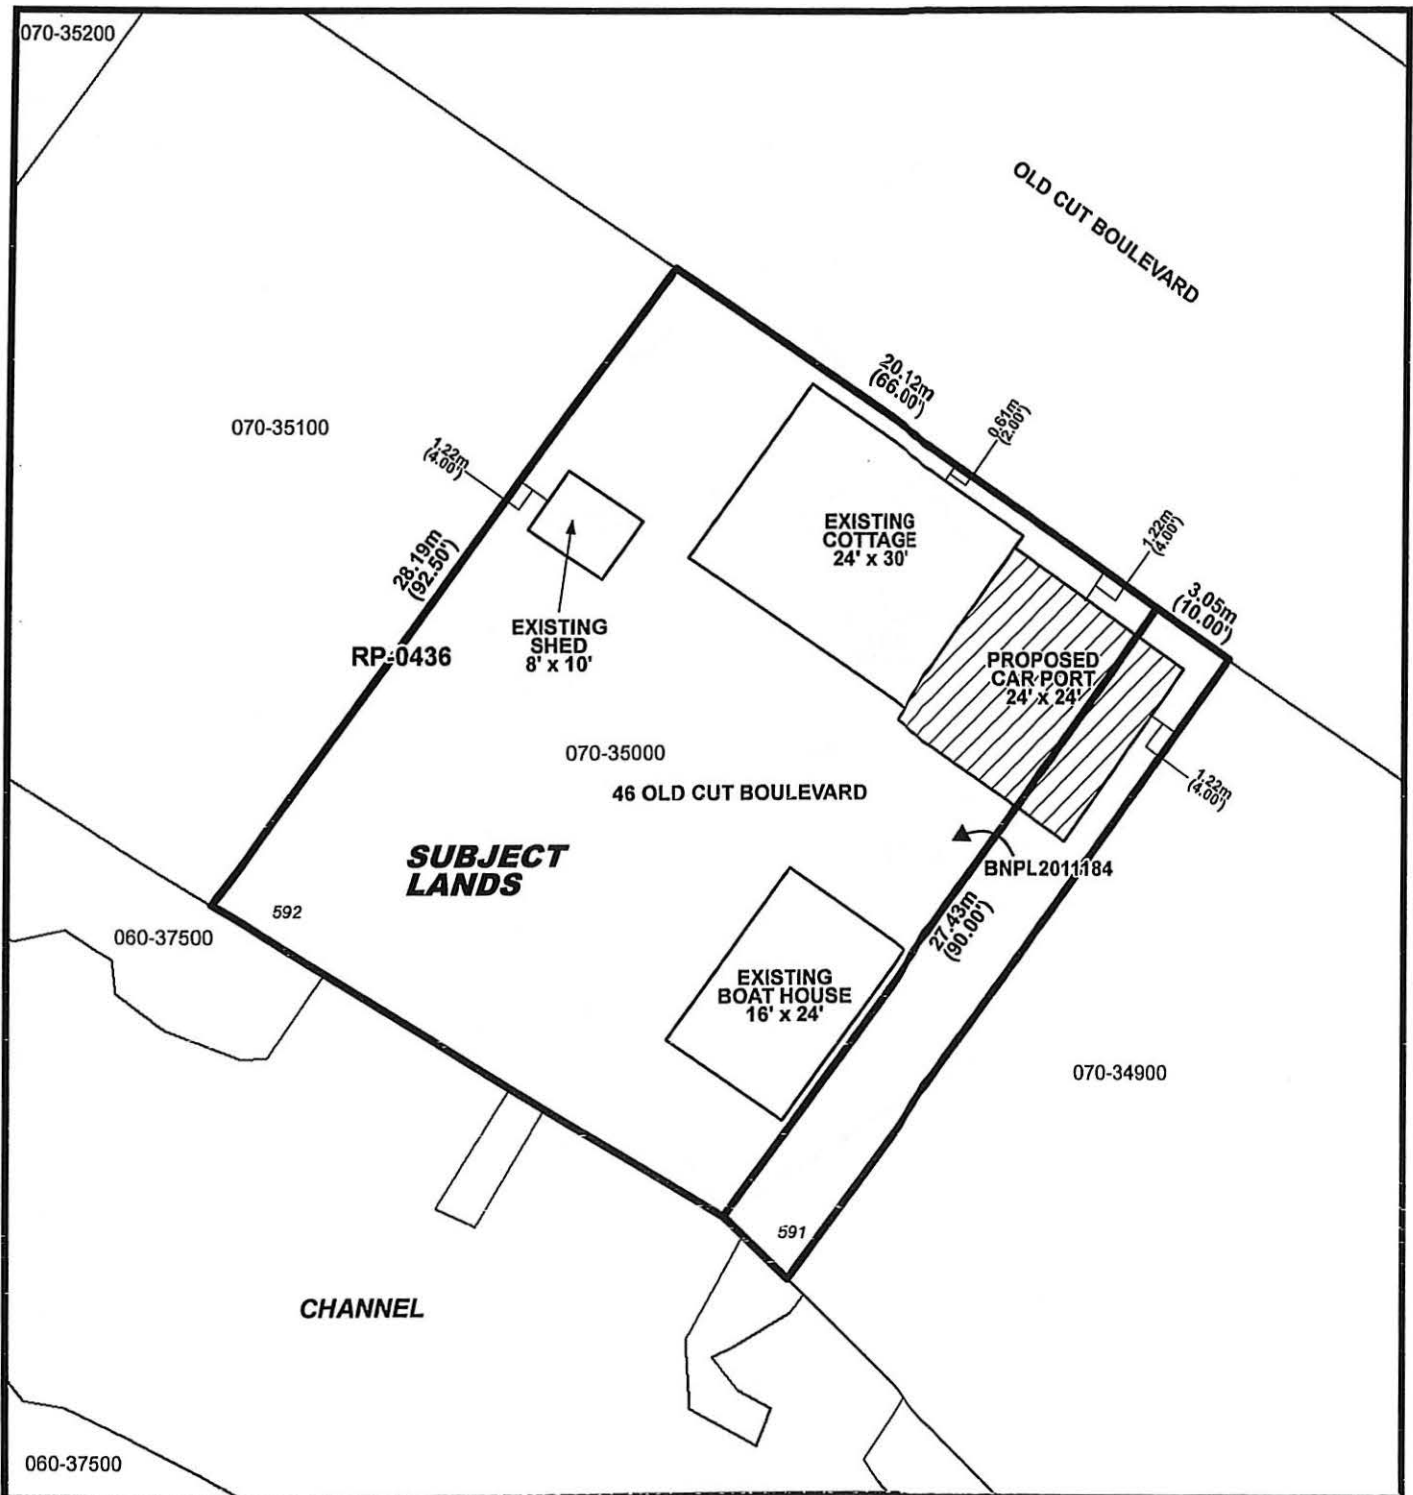 070-35200
OLD CUT BOULEVARD
20.12m
(66.00')
0.61m
(2.00')
070-35100
1.22m
(4.00')
28.19m
(92.50')
EXISTING
COTTAGE
24' x 30'
1.22m
(4.00')
3.05m
(10.00')
EXISTING
SHED
8' x 10'
RP-0436
PROPOSED
CAR PORT
24' x 24'
070-35000
46 OLD CUT BOULEVARD
1.22m
(4.00')
SUBJECT
LANDS
BNPL2011184
592
060-37500
27.43m
(90.00')
EXISTING
BOAT HOUSE
16' x 24'
070-34900
591
CHANNEL
060-37500